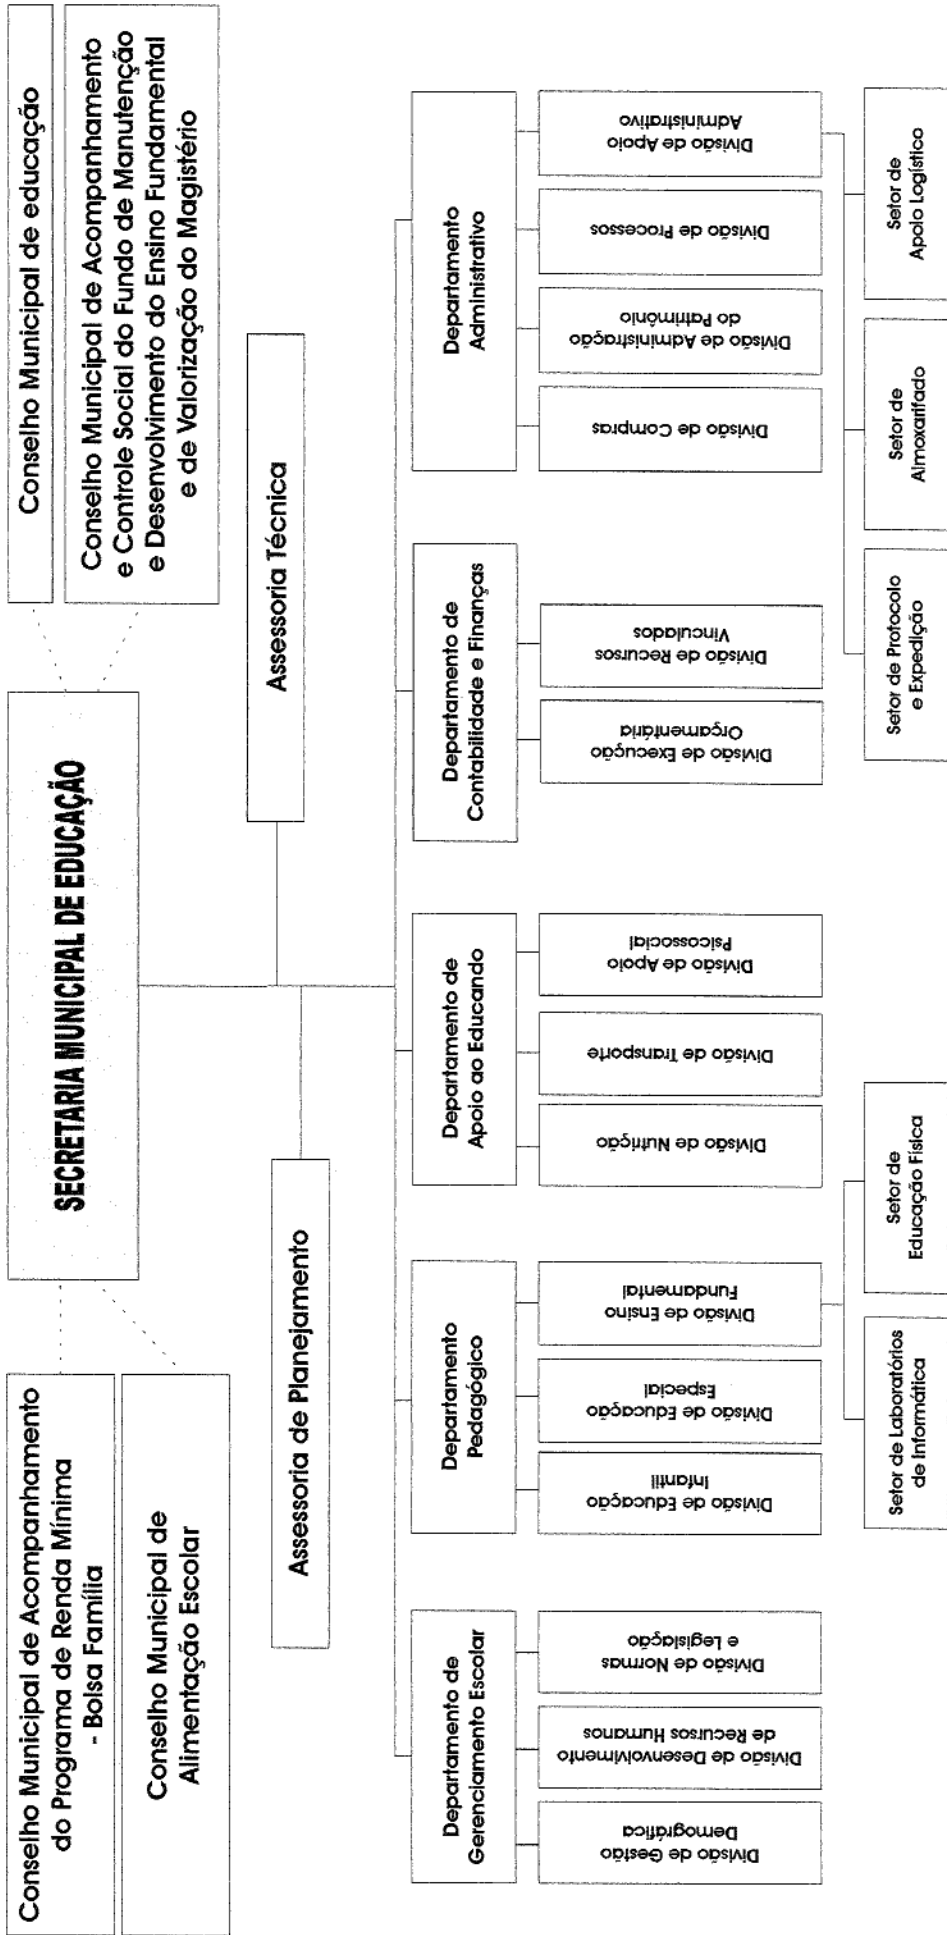 Conselho Municipal de Acompanhamento
do Programa de Renda Mínima
- Bolsa Família
Conselho Municipal de
Alimentação Escolar
SECRETARIA MUNICIPAL DE EDUCAÇÃO
Conselho Municipal de educação
Conselho Municipal de Acompanhamento
e Controle Social do Fundo de Manutenção
e Desenvolvimento do Ensino Fundamental
e de Valorização do Magistério
Assessoria de Planejamento
Assessoria Técnica
Departamento de
Gerenciamento Escolar
Departamento
Pedagógico
Departamento de
Apoio ao Educando
Departamento de
Contabilidade e Finanças
Departamento
Administrativo
Divisão de Gestão
Demográfica
Divisão de Desenvolvimento
de Recursos Humanos
Divisão de Normas
e Legislação
Divisão de Educação
Infantil
Divisão de Educação
Especial
Divisão de Ensino
Fundamental
Divisão de Nutrição
Divisão de Transporte
Divisão de Apoio
Psicossocial
Divisão de Execução
Orçamentária
Divisão de Recursos
Vinculados
Divisão de Compras
Divisão de Administração
do Patrimônio
Divisão de Processos
Divisão de Apoio
Administrativo
Setor de Laboratórios
de Informática
Setor de
Educação Física
Setor de Protocolo
e Expedição
Setor de
Almoxarifado
Setor de
Apoio Logístico